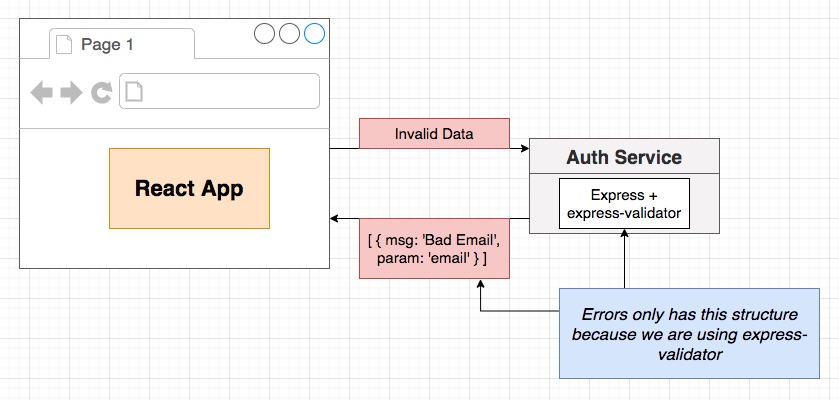 Page 1
React App
Invalid Data
Auth Service
Express +
express-validator
[ { msg: 'Bad Email',
param: 'email' } ]
Errors only has this structure
because we are using express-
validator